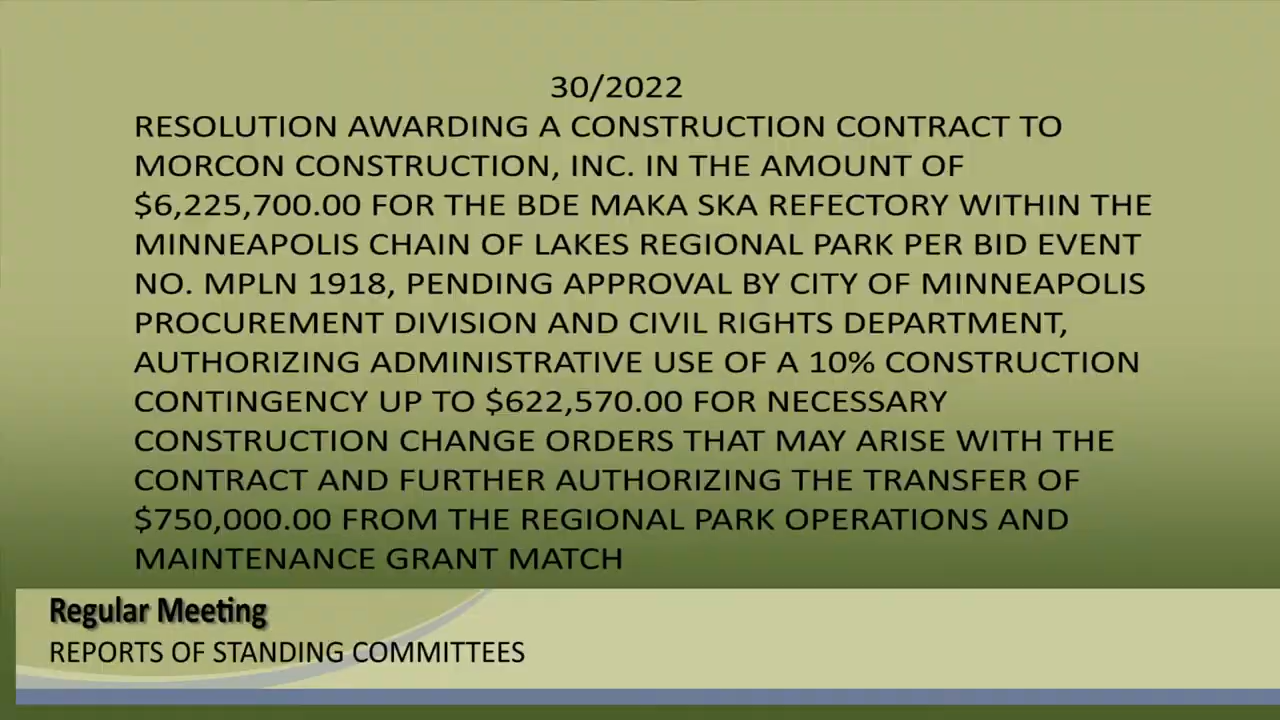 30/2022
RESOLUTION AWARDING A CONSTRUCTION CONTRACT TO
MORCON CONSTRUCTION, INC. IN THE AMOUNT OF
$6,225,700.00 FOR THE BDE MAKA SKA REFECTORY WITHIN THE
MINNEAPOLIS CHAIN OF LAKES REGIONAL PARK PER BID EVENT
NO. MPLN 1918, PENDING APPROVAL BY CITY OF MINNEAPOLIS
PROCUREMENT DIVISION AND CIVIL RIGHTS DEPARTMENT,
AUTHORIZING ADMINISTRATIVE USE OF A 10% CONSTRUCTION
CONTINGENCY UP TO $622,570.00 FOR NECESSARY
CONSTRUCTION CHANGE ORDERS THAT MAY ARISE WITH THE
CONTRACT AND FURTHER AUTHORIZING THE TRANSFER OF
$750,000.00 FROM THE REGIONAL PARK OPERATIONS AND
MAINTENANCE GRANT MATCH
Regular Meeting
REPORTS OF STANDING COMMITTEES